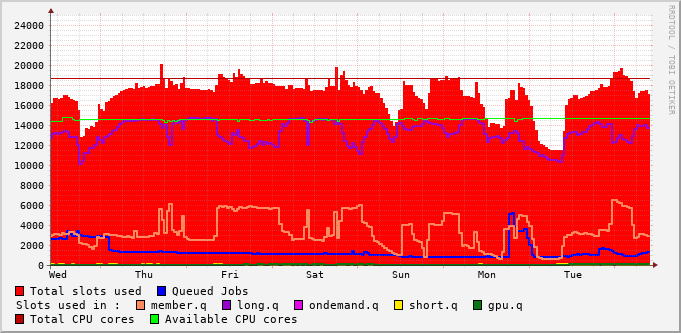 RRDTOOL / TOBI OETIKER
24000
22000
20000
18000
16000
14000
12000
10000
8000
6000
4000
2000
0
Wed Thu Fri Sat Sun Mon Tue
Total slots used Queued Jobs
Slots used in : member.q long.q ondemand.q short.q gpu.q
Total CPU cores Available CPU cores